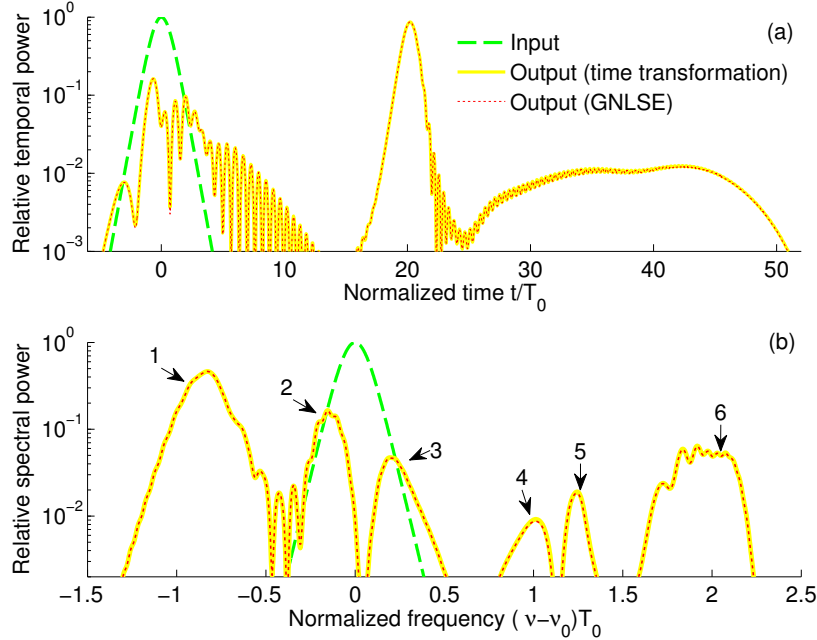 (a)
Relative temporal power
10^0
10^-1
10^-2
10^-3
Input
Output (time transformation)
Output (GNLSE)
0 10 20 30 40 50
Normalized time t/T_0
(b)
Relative spectral power
10^0
10^-1
10^-2
1
2
3
4
5
6
−1.5 −1 −0.5 0 0.5 1 1.5 2 2.5
Normalized frequency ( ν−ν_0)T_0